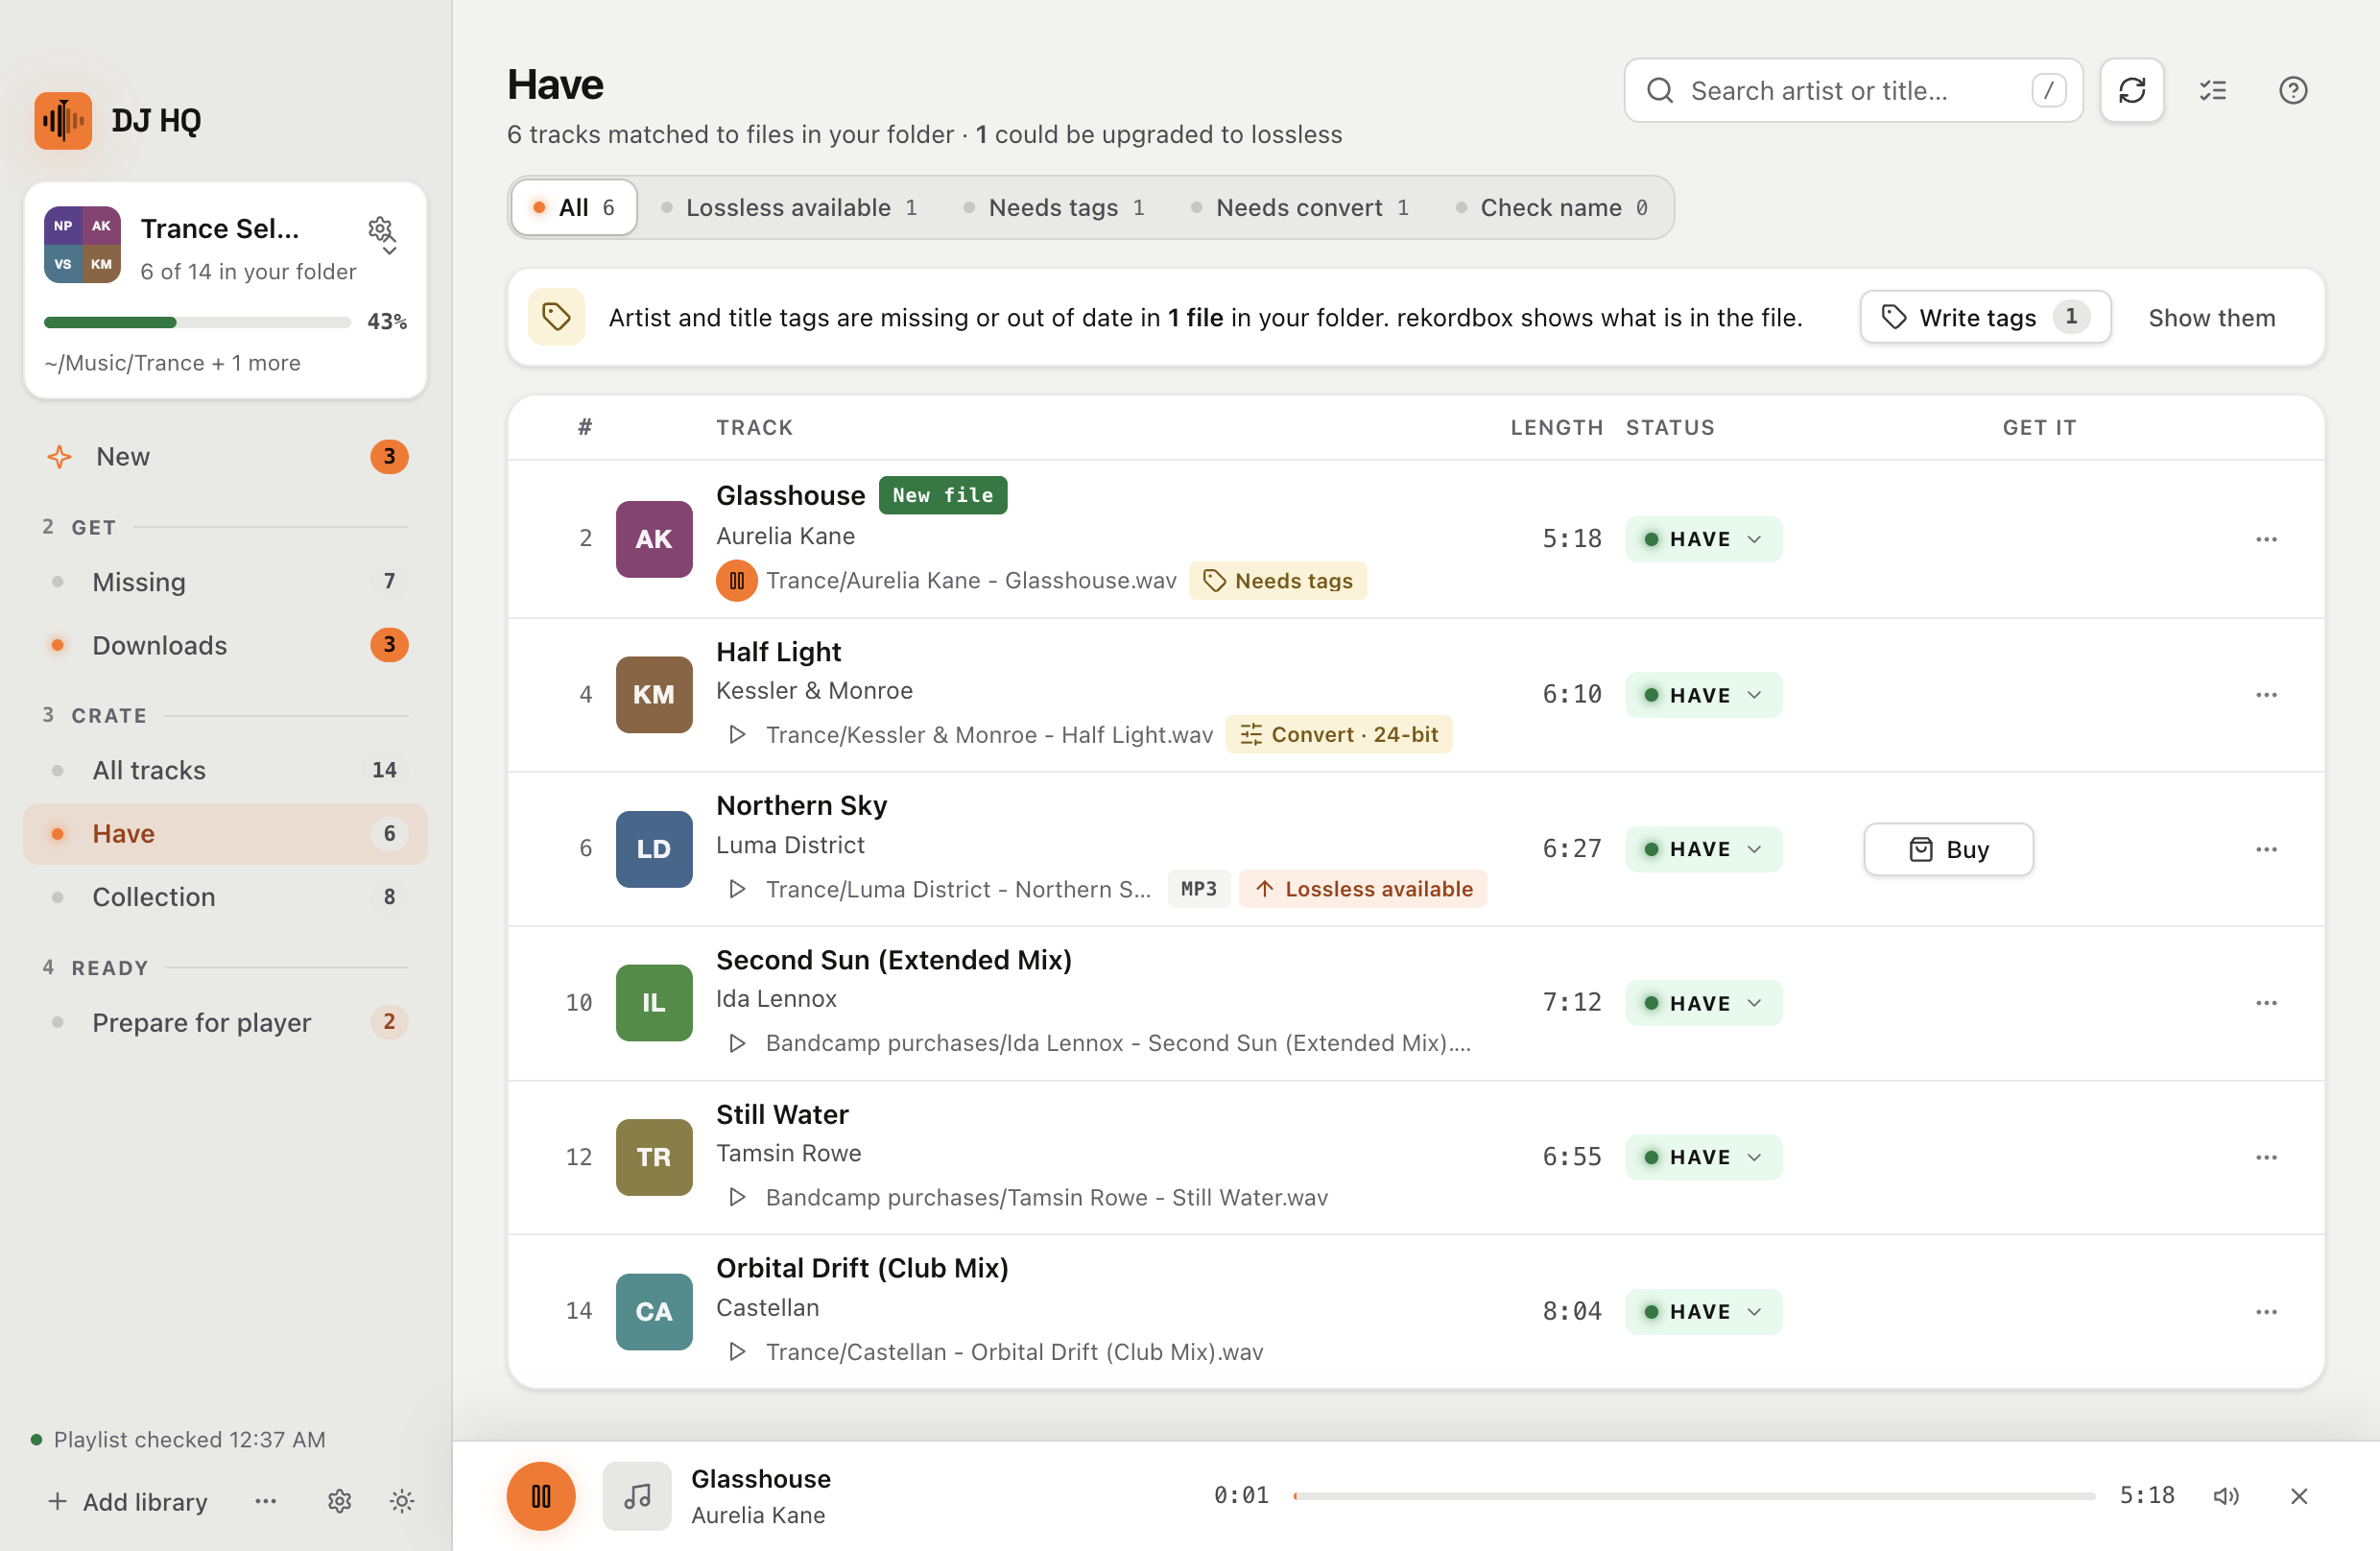 DJ HQ
NP AK
VS KM
Trance Sel...
6 of 14 in your folder
43%
~/Music/Trance + 1 more
New 3
2 GET
Missing 7
Downloads 3
3 CRATE
All tracks 14
Have 6
Collection 8
4 READY
Prepare for player 2
Playlist checked 12:37 AM
Add library
Have
6 tracks matched to files in your folder · 1 could be upgraded to lossless
Search artist or title... /
All 6 Lossless available 1 Needs tags 1 Needs convert 1 Check name 0
Artist and title tags are missing or out of date in 1 file in your folder. rekordbox shows what is in the file.
Write tags 1 Show them
# TRACK LENGTH STATUS GET IT
Glasshouse New file
2 AK Aurelia Kane 5:18 HAVE
Trance/Aurelia Kane - Glasshouse.wav Needs tags
Half Light
4 KM Kessler & Monroe 6:10 HAVE
Trance/Kessler & Monroe - Half Light.wav Convert · 24-bit
Northern Sky
6 LD Luma District 6:27 HAVE Buy
Trance/Luma District - Northern S... MP3 Lossless available
Second Sun (Extended Mix)
10 IL Ida Lennox 7:12 HAVE
Bandcamp purchases/Ida Lennox - Second Sun (Extended Mix)....
Still Water
12 TR Tamsin Rowe 6:55 HAVE
Bandcamp purchases/Tamsin Rowe - Still Water.wav
Orbital Drift (Club Mix)
14 CA Castellan 8:04 HAVE
Trance/Castellan - Orbital Drift (Club Mix).wav
Glasshouse
Aurelia Kane
0:01 5:18